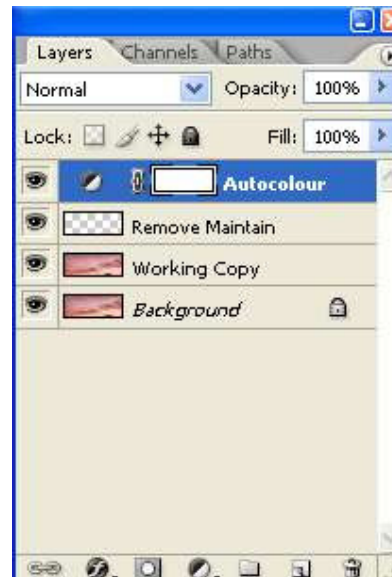 Layers Channels Paths
Normal Opacity: 100%
Lock: Fill: 100%
Autocolour
Remove Maintain
Working Copy
Background